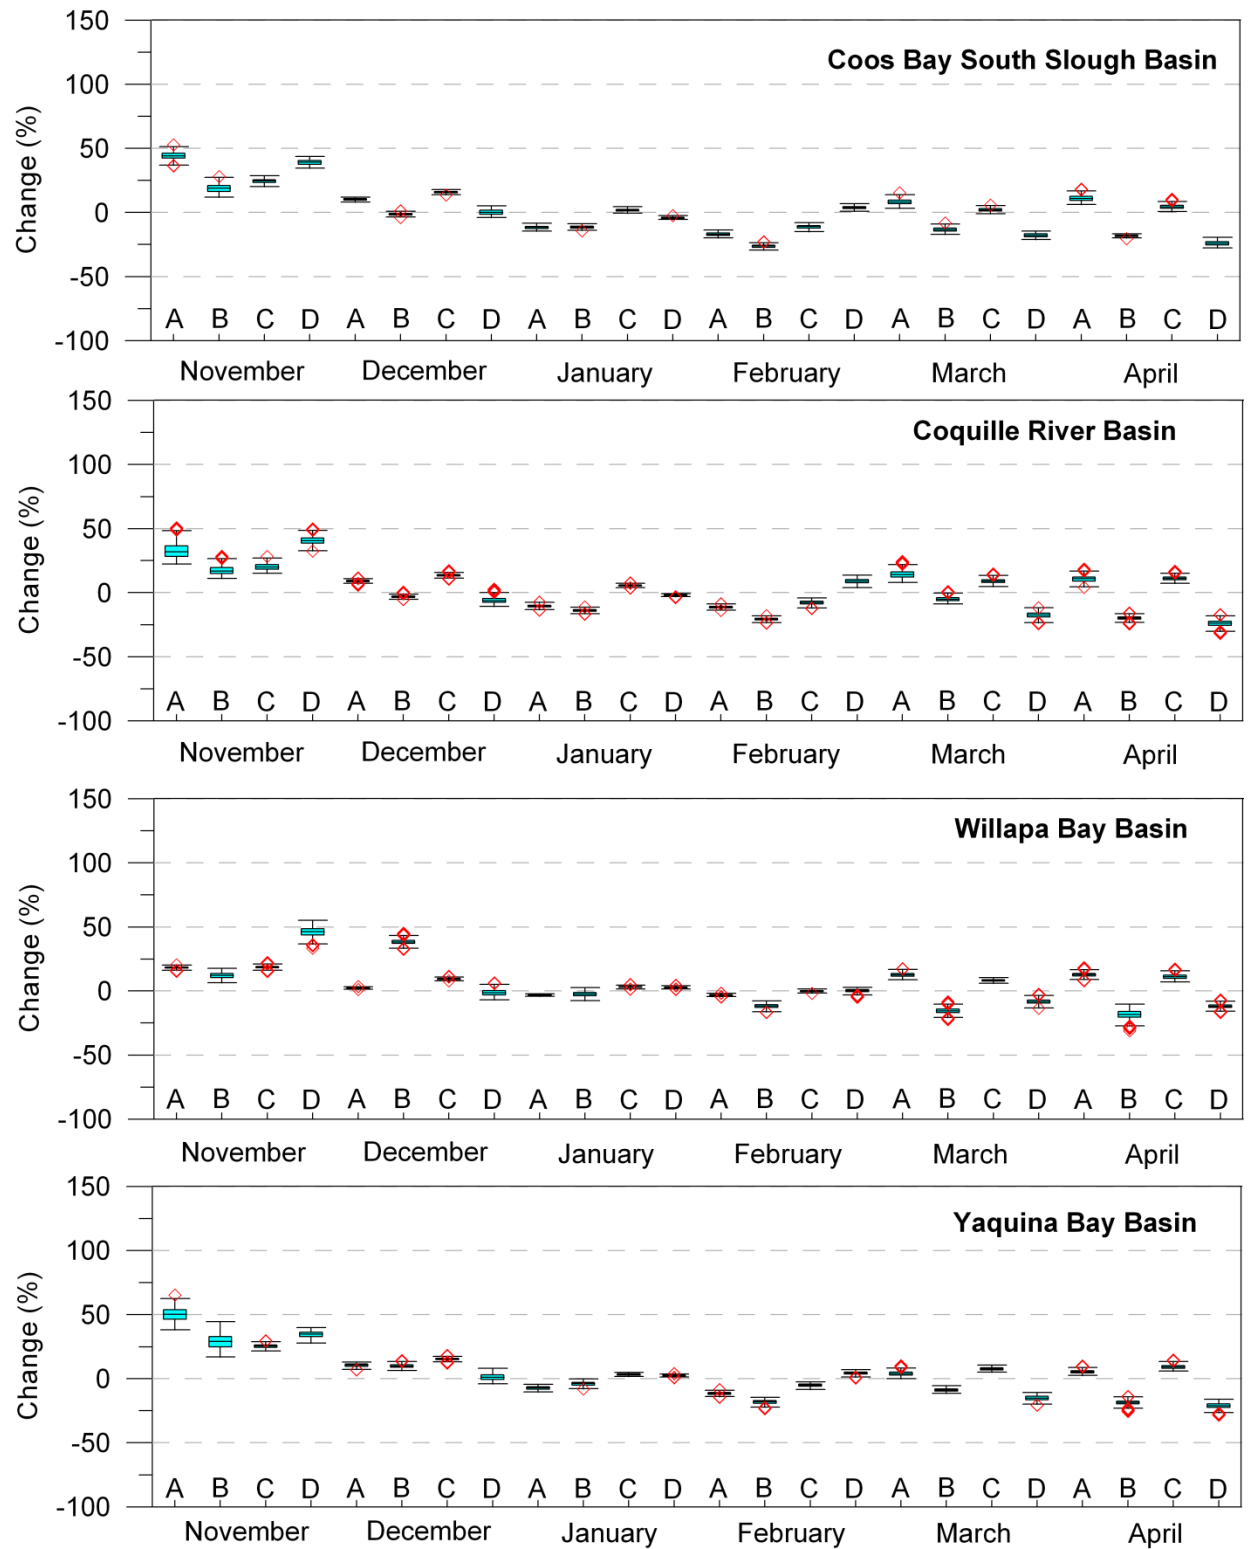 150
Coos Bay South Slough Basin
100
50
0
-50
-100
Change (%)
A B C D A B C D A B C D A B C D A B C D A B C D
November December January February March April
150
Coquille River Basin
100
50
0
-50
-100
Change (%)
A B C D A B C D A B C D A B C D A B C D A B C D
November December January February March April
150
Willapa Bay Basin
100
50
0
-50
-100
Change (%)
A B C D A B C D A B C D A B C D A B C D A B C D
November December January February March April
150
Yaquina Bay Basin
100
50
0
-50
-100
Change (%)
A B C D A B C D A B C D A B C D A B C D A B C D
November December January February March April